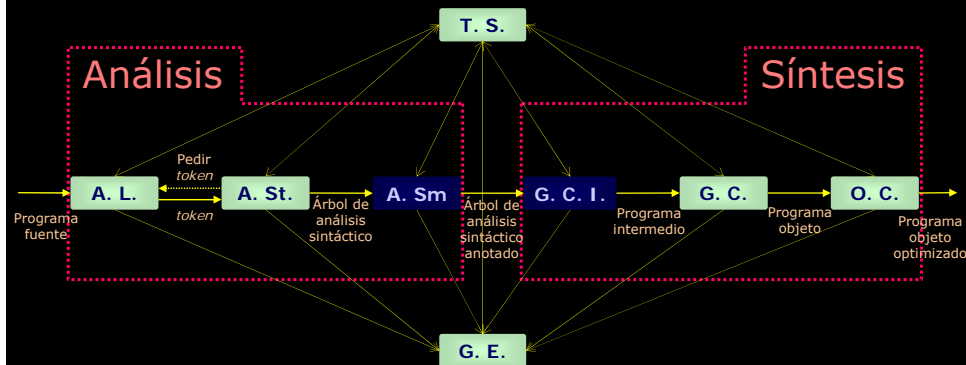 T. S.
Análisis
Síntesis
Pedir
token
A. L.
A. St.
A. Sm
G. C. I.
G. C.
O. C.
Programa
fuente
token
Árbol de
análisis
sintáctico
Árbol de
análisis
sintáctico
anotado
Programa
intermedio
Programa
objeto
Programa
objeto
optimizado
G. E.